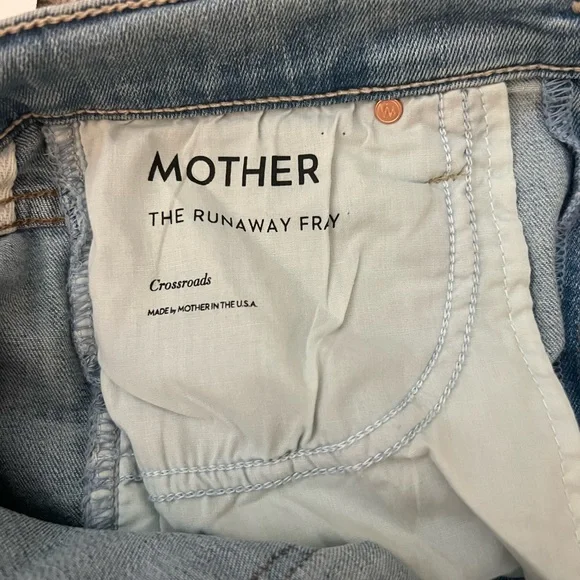 MOTHER
THE RUNAWAY FRAY
Crossroads
MADE by MOTHER IN THE U.S.A.